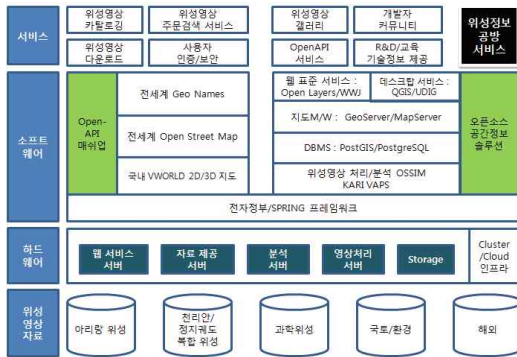 서비스
위성영상
카탈로깅
위성영상
주문검색 서비스
위성영상
갤러리
개발자
커뮤니티
위성정보
공방
서비스
위성영상
다운로드
사용자
인증/보안
OpenAPI
서비스
R&D/교육
기술정보 제공
소프트
웨어
Open-
API
매쉬업
전세계 Geo Names
전세계 Open Street Map
국내 VWORLD 2D/3D 지도
웹 표준 서비스 :
Open Layers/WWJ
데스크탑 서비스 :
QGIS/UDIG
지도M/W : GeoServer/MapServer
DBMS : PostGIS/PostgreSQL
위성영상 처리/분석 OSSIM
KARI VAPS
오픈소스
공간정보
솔루션
전자정부/SPRING 프레임워크
하드
웨어
웹 서비스
서버
자료 제공
서버
분석
서버
영상처리
서버
Storage
Cluster
/Cloud
인프라
위성
영상
자료
아리랑 위성
천리안/
정지궤도
복합 위성
과학위성
국토/환경
해외